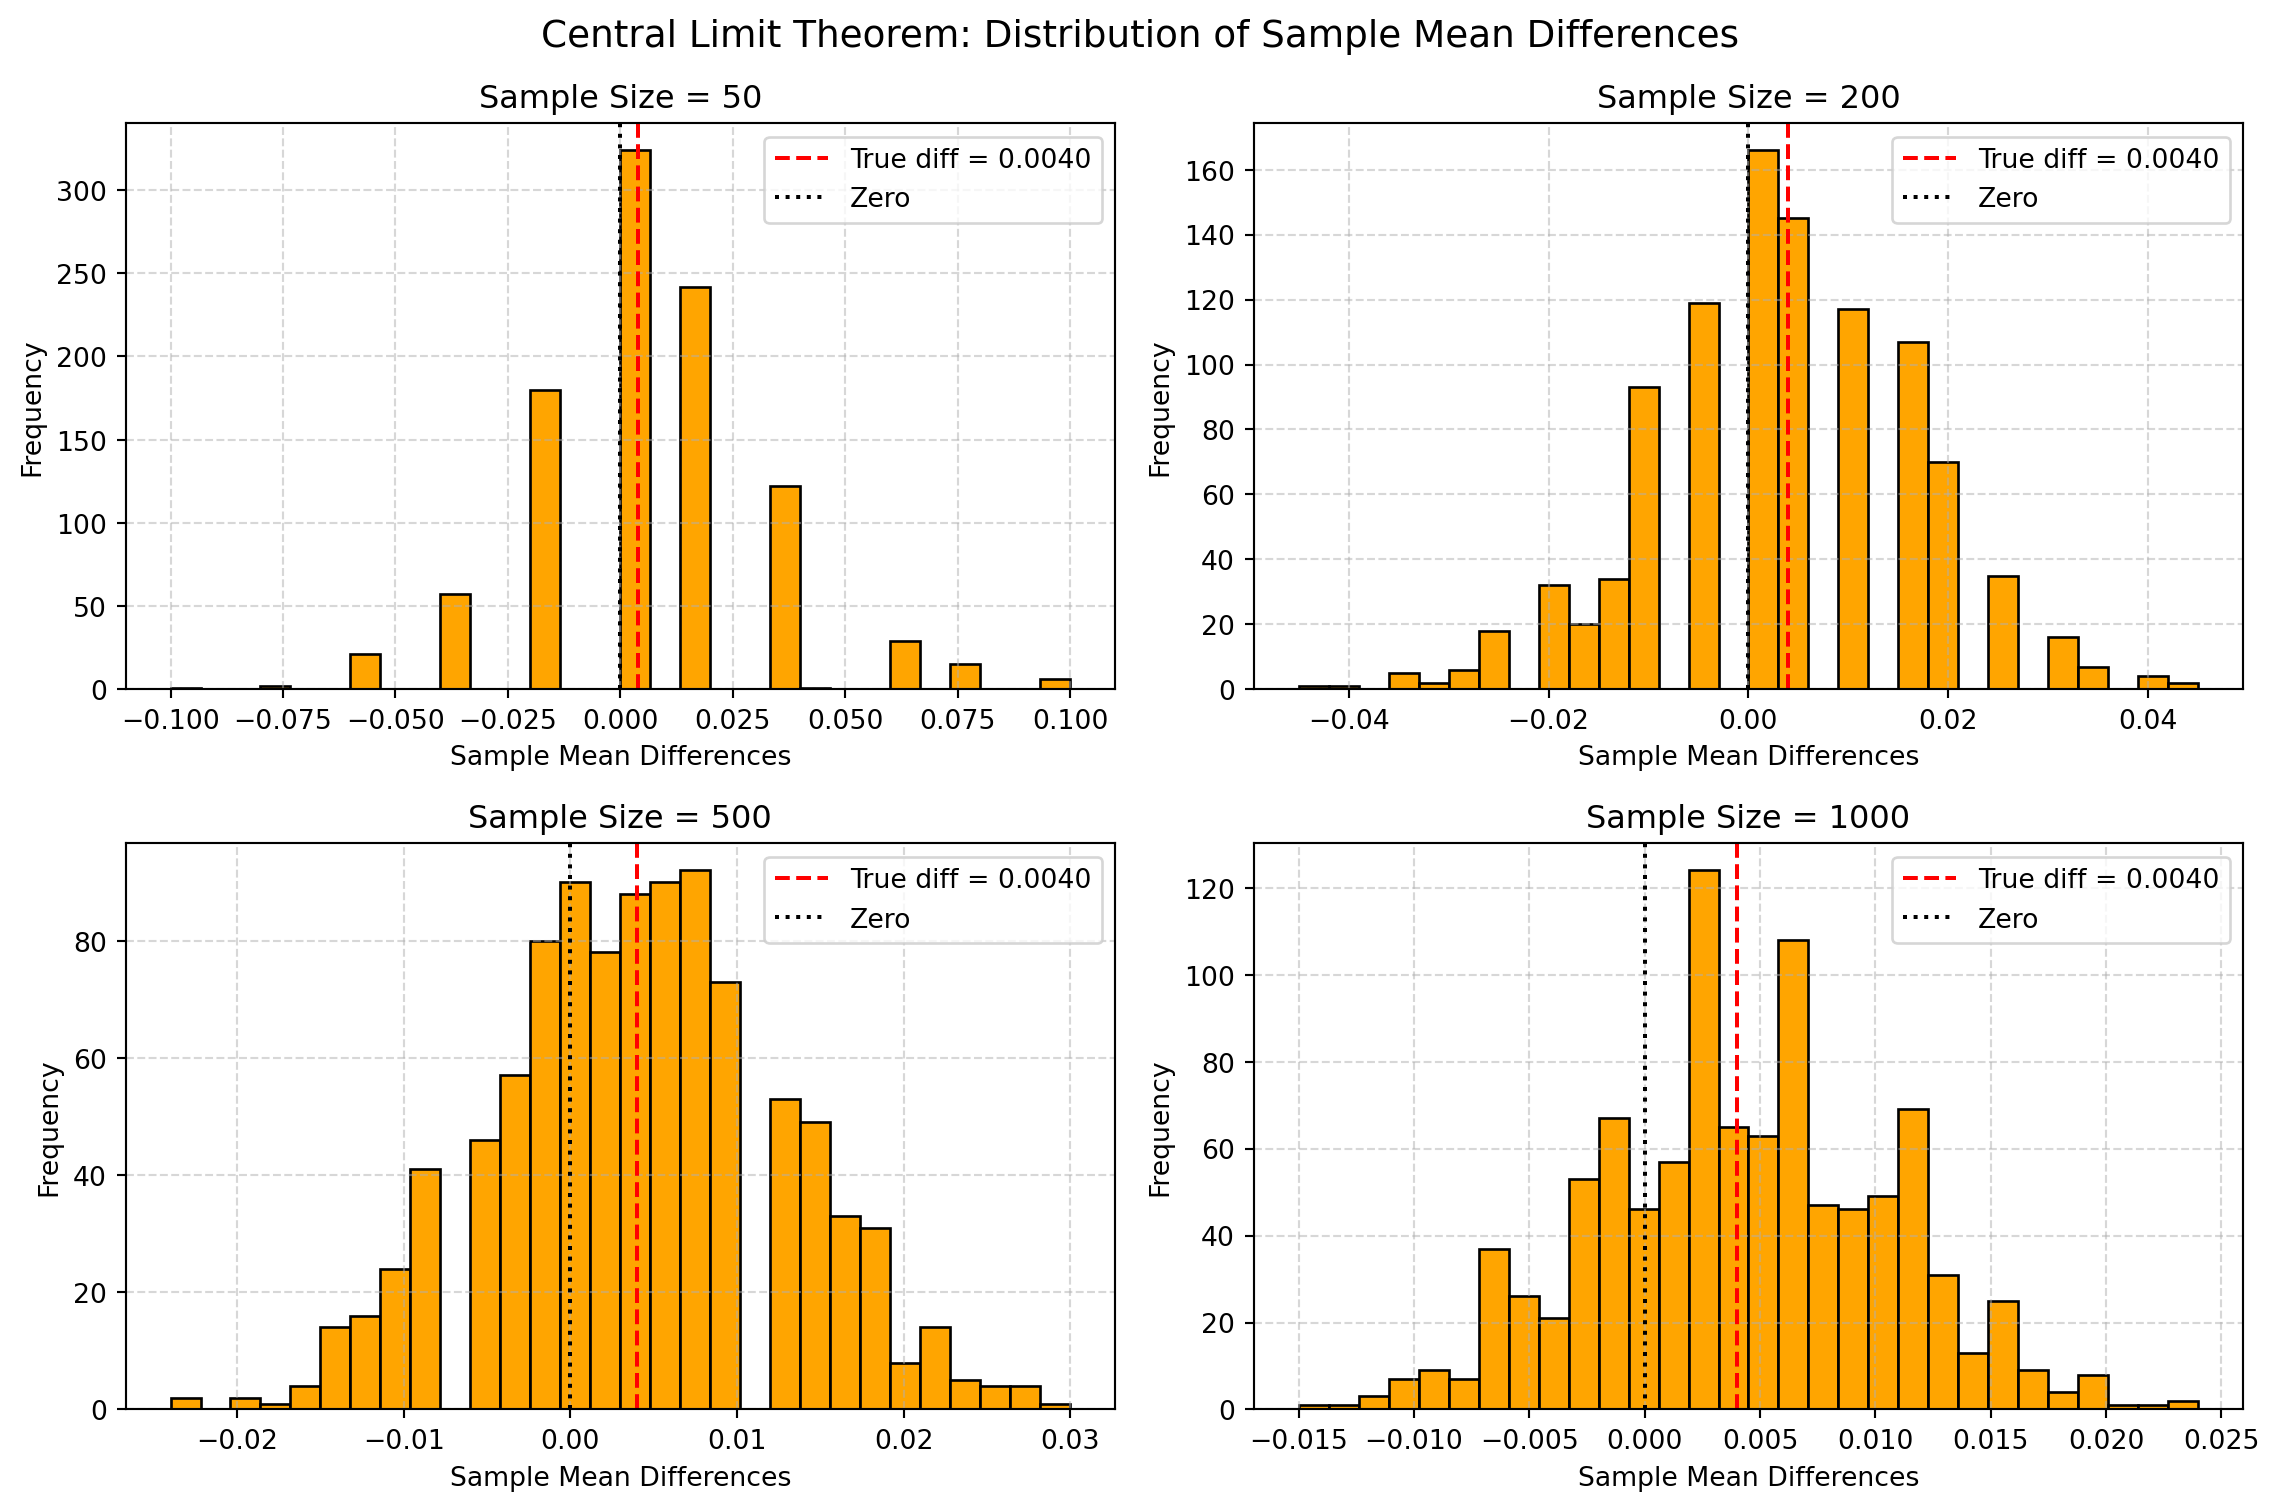 Central Limit Theorem: Distribution of Sample Mean Differences
Sample Size = 50
True diff = 0.0040
Zero
Frequency
300
250
200
150
100
50
0
−0.100 −0.075 −0.050 −0.025 0.000 0.025 0.050 0.075 0.100
Sample Mean Differences
Sample Size = 200
True diff = 0.0040
Zero
Frequency
160
140
120
100
80
60
40
20
0
−0.04 −0.02 0.00 0.02 0.04
Sample Mean Differences
Sample Size = 500
True diff = 0.0040
Zero
Frequency
80
60
40
20
0
−0.02 −0.01 0.00 0.01 0.02 0.03
Sample Mean Differences
Sample Size = 1000
True diff = 0.0040
Zero
Frequency
120
100
80
60
40
20
0
−0.015 −0.010 −0.005 0.000 0.005 0.010 0.015 0.020 0.025
Sample Mean Differences